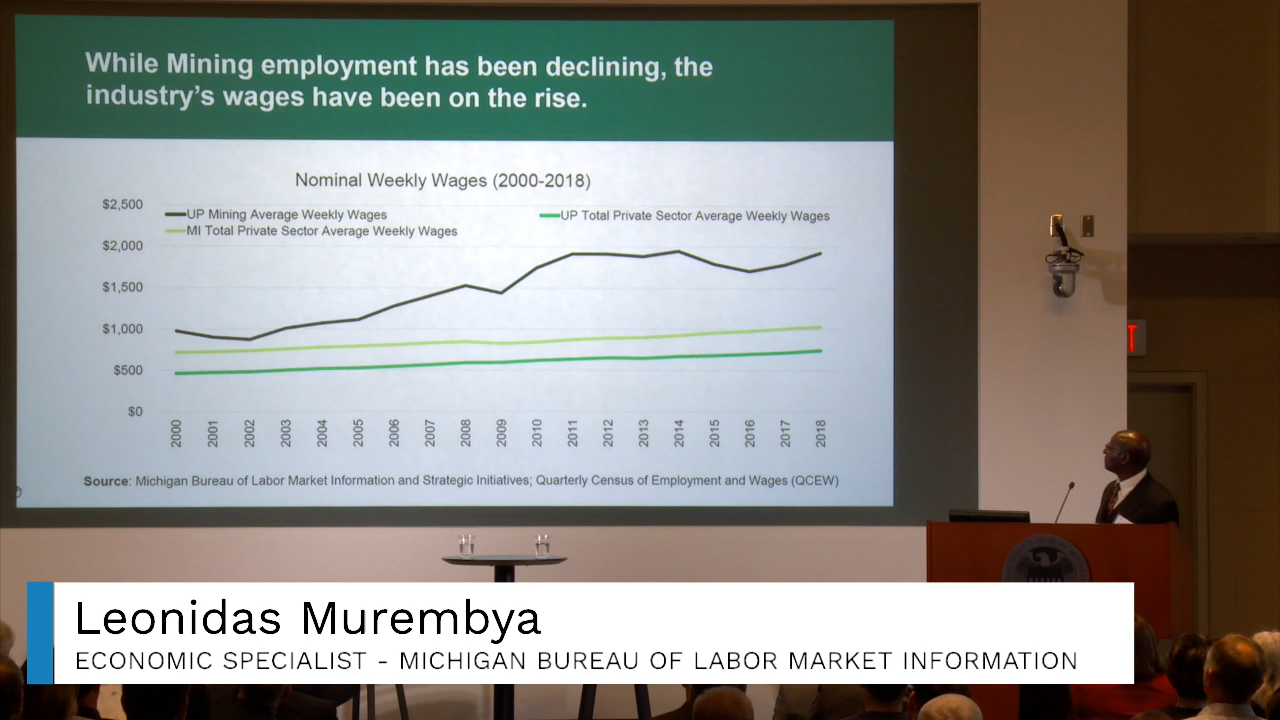 While Mining employment has been declining, the
industry's wages have been on the rise.
Nominal Weekly Wages (2000-2018)
$2,500
UP Mining Average Weekly Wages
UP Total Private Sector Average Weekly Wages
MI Total Private Sector Average Weekly Wages
$2,000
$1,500
$1,000
$500
$0
2000 2001 2002 2003 2004 2005 2006 2007 2008 2009 2010 2011 2012 2013 2014 2015 2016 2017 2018
Source: Michigan Bureau of Labor Market Information and Strategic Initiatives; Quarterly Census of Employment and Wages (QCEW)
Leonidas Murembya
ECONOMIC SPECIALIST - MICHIGAN BUREAU OF LABOR MARKET INFORMATION